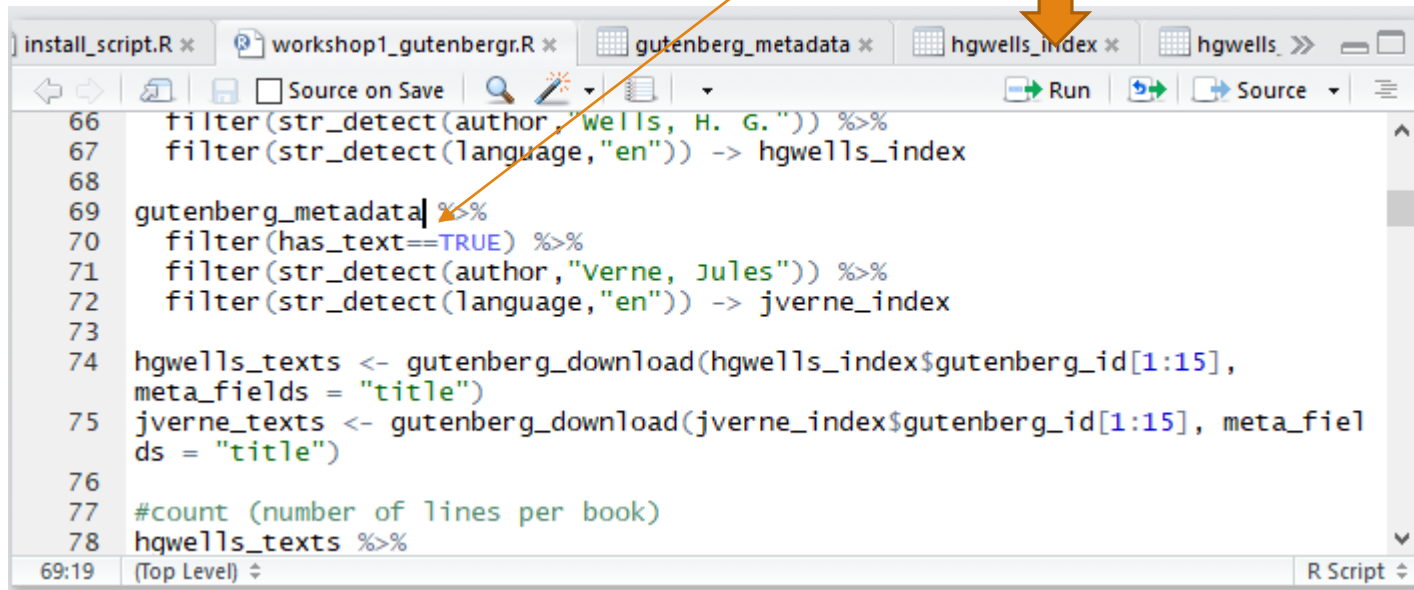 install_script.R × workshop1_gutenbergr.R × gutenberg_metadata × hgwells_index × hgwells_
Source on Save Run Source
66 filter(str_detect(author,"Wells, H. G.")) %>%
67 filter(str_detect(language,"en")) -> hgwells_index
68
69 gutenberg_metadata %>%
70 filter(has_text==TRUE) %>%
71 filter(str_detect(author,"Verne, Jules")) %>%
72 filter(str_detect(language,"en")) -> jverne_index
73
74 hgwells_texts <- gutenberg_download(hgwells_index$gutenberg_id[1:15],
meta_fields = "title")
75 jverne_texts <- gutenberg_download(jverne_index$gutenberg_id[1:15], meta_fiel
ds = "title")
76
77 #count (number of lines per book)
78 hgwells_texts %>%
69:19 (Top Level) R Script